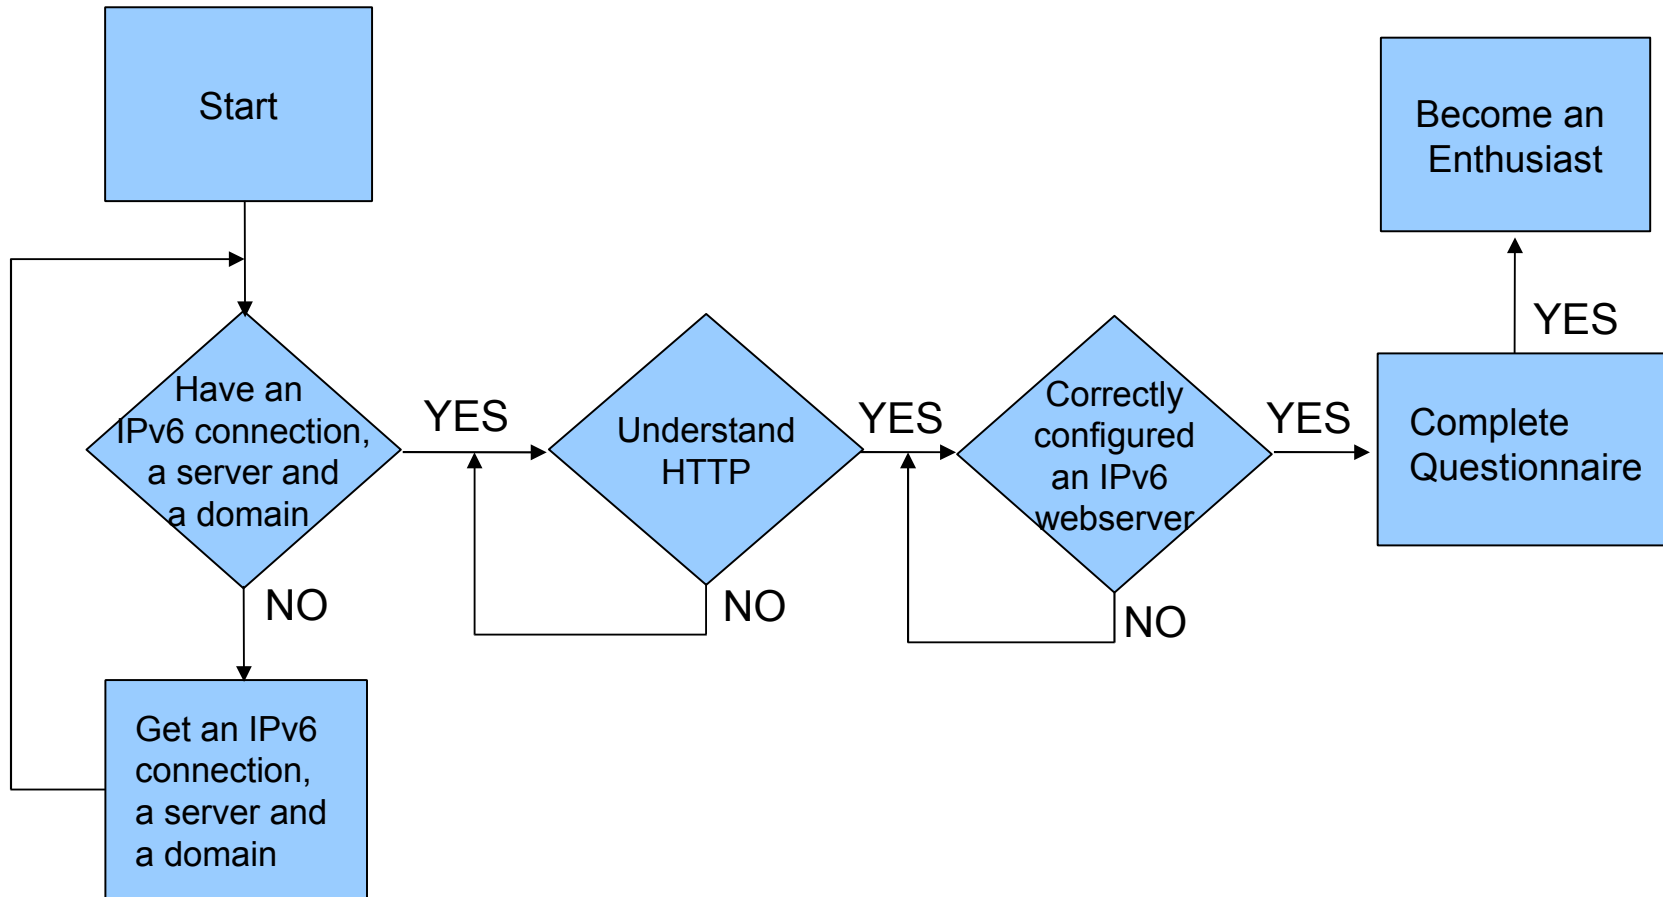 Start
Have an
IPv6 connection,
a server and
a domain
YES
NO
Get an IPv6
connection,
a server and
a domain
Understand
HTTP
YES
NO
Correctly
configured
an IPv6
webserver
YES
NO
Complete
Questionnaire
YES
Become an
Enthusiast